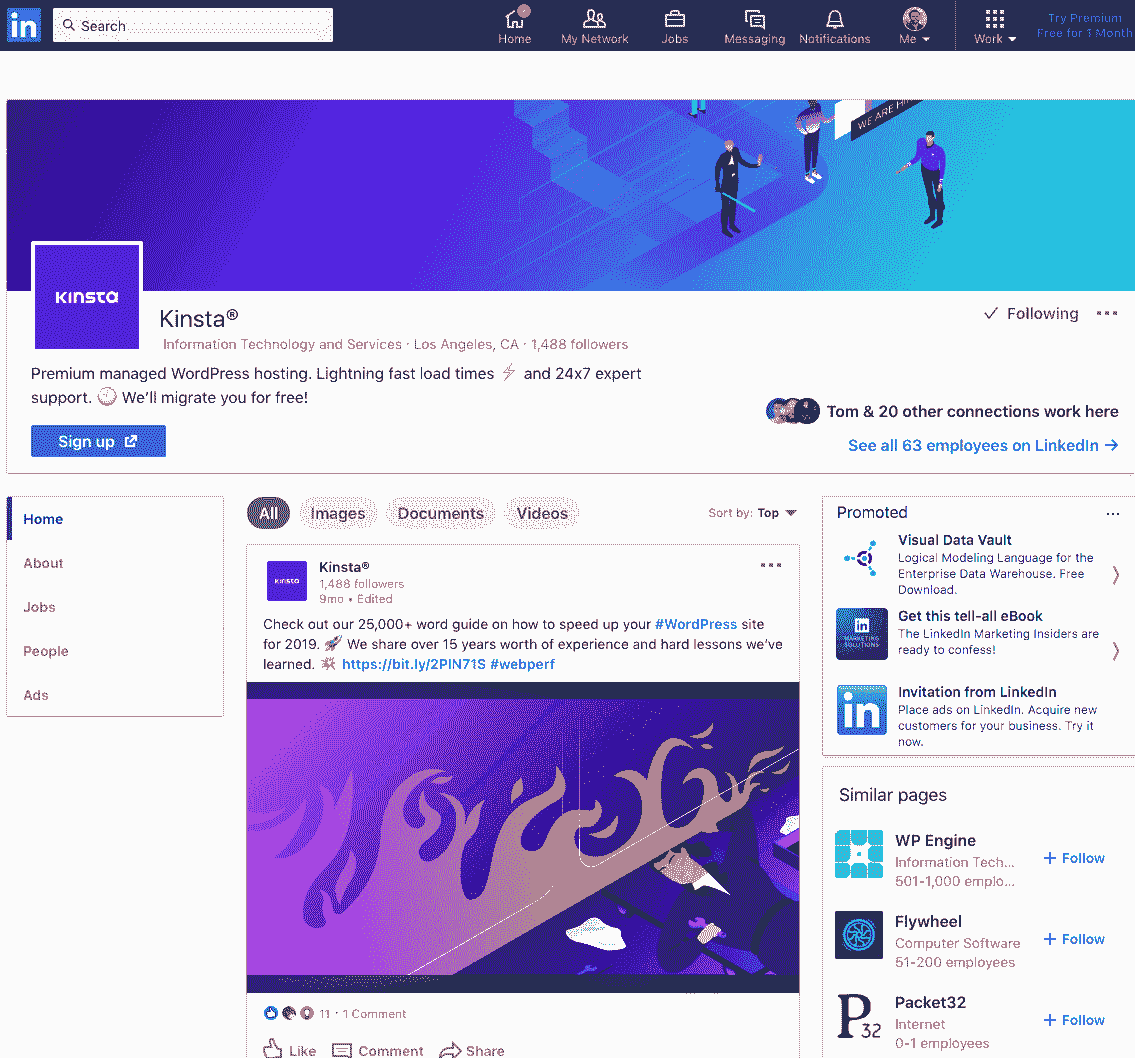 in
Search
Home
My Network
Jobs
Messaging
Notifications
Me
Work
Try Premium
Free for 1 Month
WE ARE HI
KINSTA
Kinsta®
Information Technology and Services · Los Angeles, CA · 1,488 followers
Following
Premium managed WordPress hosting. Lightning fast load times ⚡ and 24x7 expert
support. 🕙 We'll migrate you for free!
Tom & 20 other connections work here
Sign up
See all 63 employees on LinkedIn →
Home
About
Jobs
People
Ads
All
Images
Documents
Videos
Sort by: Top
KINSTA
Kinsta®
1,488 followers
9mo • Edited
Check out our 25,000+ word guide on how to speed up your #WordPress site
for 2019. 🚀 We share over 15 years worth of experience and hard lessons we've
learned. 💥 https://bit.ly/2PIN71S #webperf
11 · 1 Comment
Like
Comment
Share
Promoted
Visual Data Vault
Logical Modeling Language for the
Enterprise Data Warehouse. Free
Download.
in
MARKETING
SOLUTIONS
Get this tell-all eBook
The LinkedIn Marketing Insiders are
ready to confess!
in
Invitation from LinkedIn
Place ads on LinkedIn. Acquire new
customers for your business. Try it
now.
Similar pages
WP Engine
Information Tech...
501-1,000 emplo...
+ Follow
Flywheel
Computer Software
51-200 employees
+ Follow
P32
Packet32
Internet
0-1 employees
+ Follow